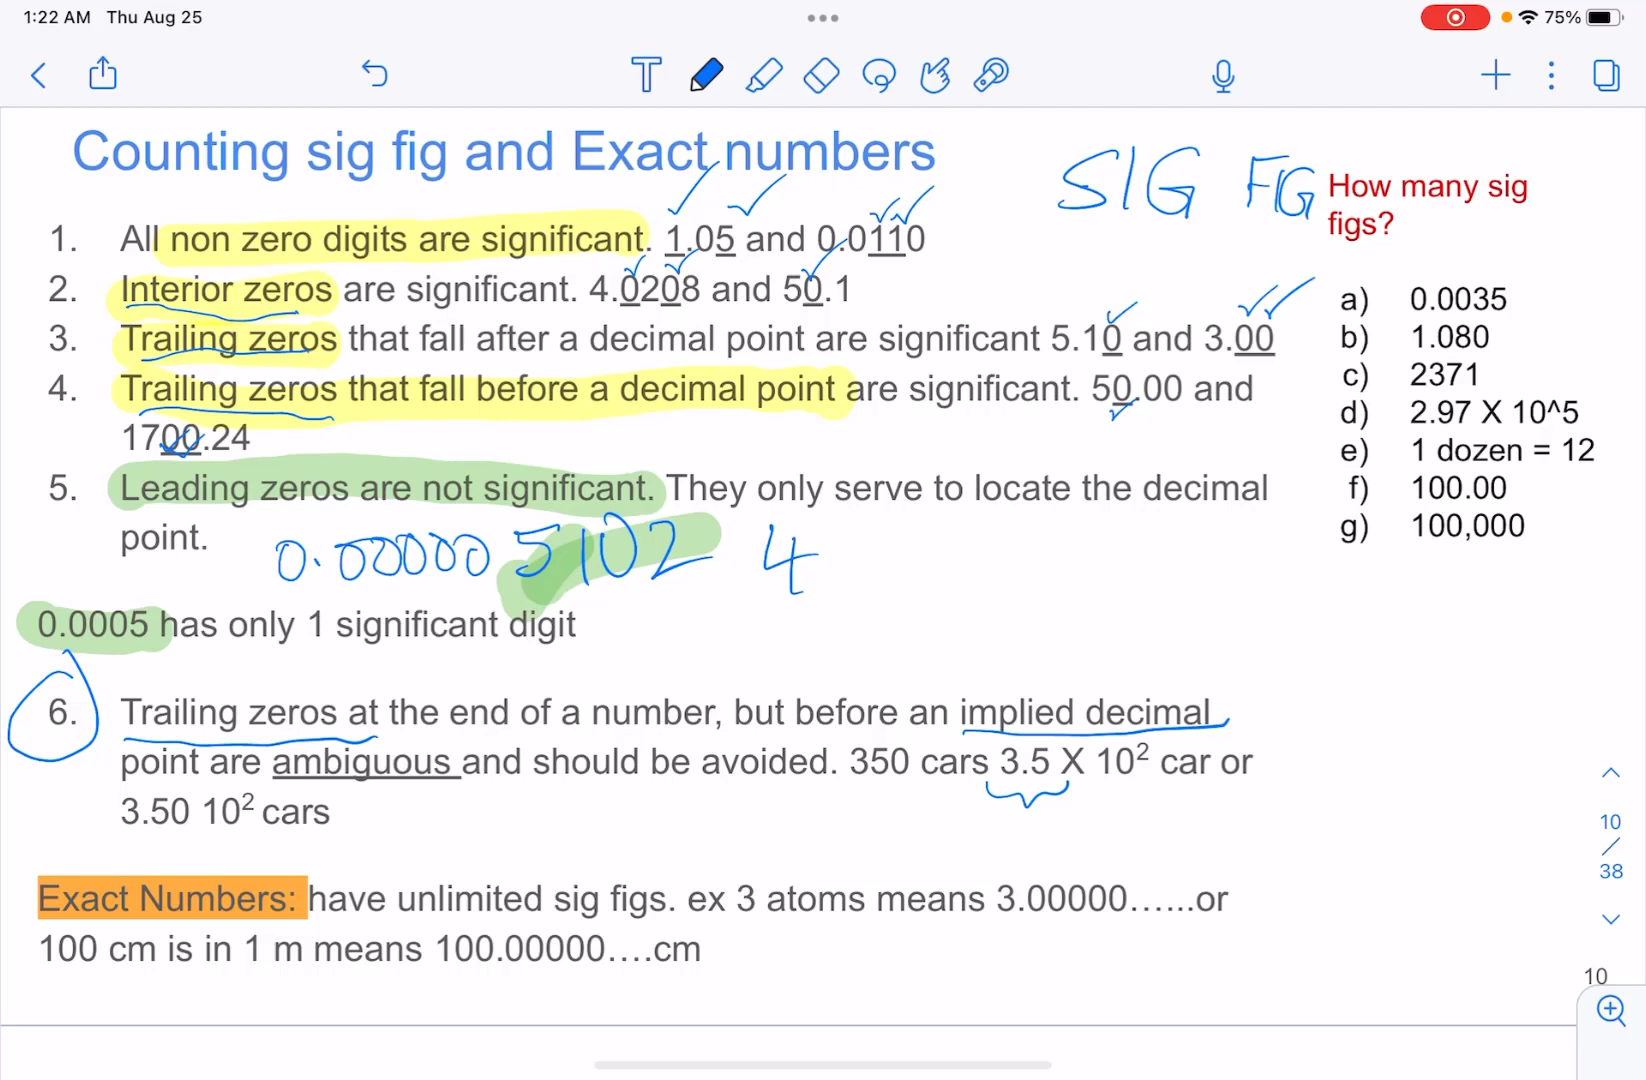 1:22 AM Thu Aug 25
75%
Counting sig fig and Exact numbers
SIG FIG
How many sig
figs?
1. All non zero digits are significant. 1.05 and 0.0110
2. Interior zeros are significant. 4.0208 and 50.1
3. Trailing zeros that fall after a decimal point are significant 5.10 and 3.00
4. Trailing zeros that fall before a decimal point are significant. 50.00 and
1700.24
5. Leading zeros are not significant. They only serve to locate the decimal
point.
0.00000 5102 4
0.0005 has only 1 significant digit
6. Trailing zeros at the end of a number, but before an implied decimal
point are ambiguous and should be avoided. 350 cars 3.5 X 10² car or
3.50 10² cars
Exact Numbers: have unlimited sig figs. ex 3 atoms means 3.00000…...or
100 cm is in 1 m means 100.00000….cm
a) 0.0035
b) 1.080
c) 2371
d) 2.97 X 10^5
e) 1 dozen = 12
f) 100.00
g) 100,000
10
/
38
10